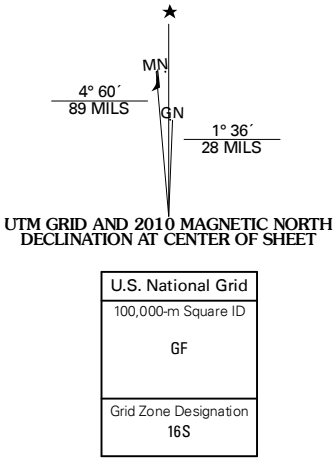 MN
4° 60´
89 MILS
GN
1° 36´
28 MILS
UTM GRID AND 2010 MAGNETIC NORTH
DECLINATION AT CENTER OF SHEET
U.S. National Grid
100,000-m Square ID
GF
Grid Zone Designation
16S